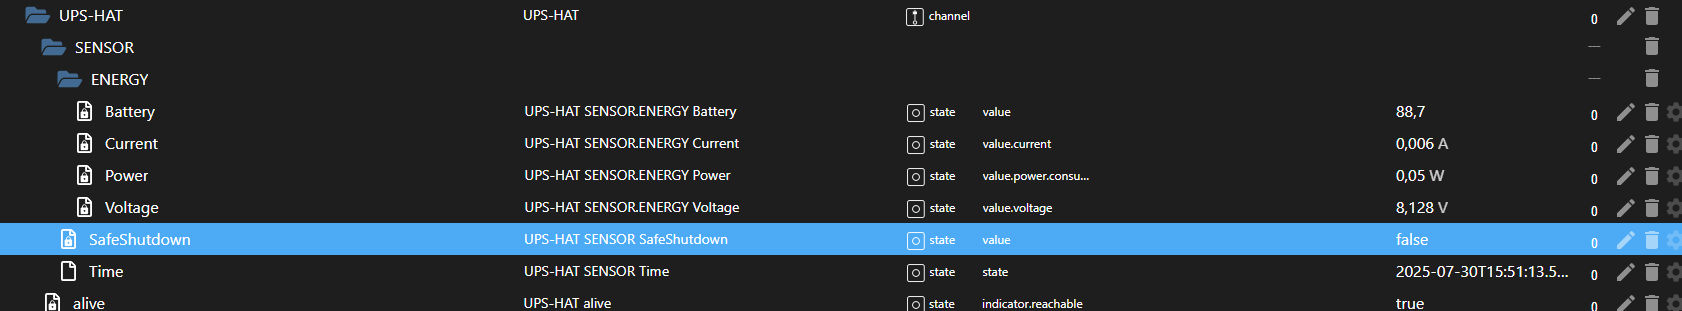 UPS-HAT UPS-HAT channel 0
SENSOR —
ENERGY —
Battery UPS-HAT SENSOR.ENERGY Battery state value 88,7 0
Current UPS-HAT SENSOR.ENERGY Current state value.current 0,006 A 0
Power UPS-HAT SENSOR.ENERGY Power state value.power.consu... 0,05 W 0
Voltage UPS-HAT SENSOR.ENERGY Voltage state value.voltage 8,128 V 0
SafeShutdown UPS-HAT SENSOR SafeShutdown state value false 0
Time UPS-HAT SENSOR Time state state 2025-07-30T15:51:13.5... 0
alive UPS-HAT alive state indicator.reachable true 0